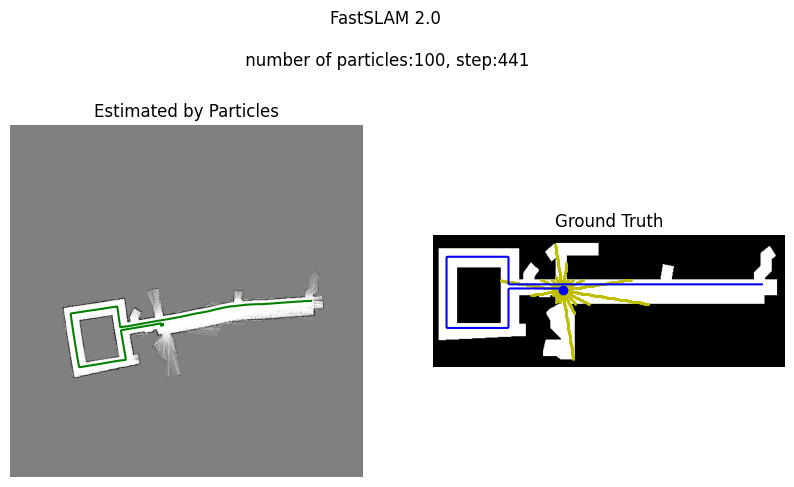 FastSLAM 2.0
number of particles:100, step:441
Estimated by Particles
Ground Truth